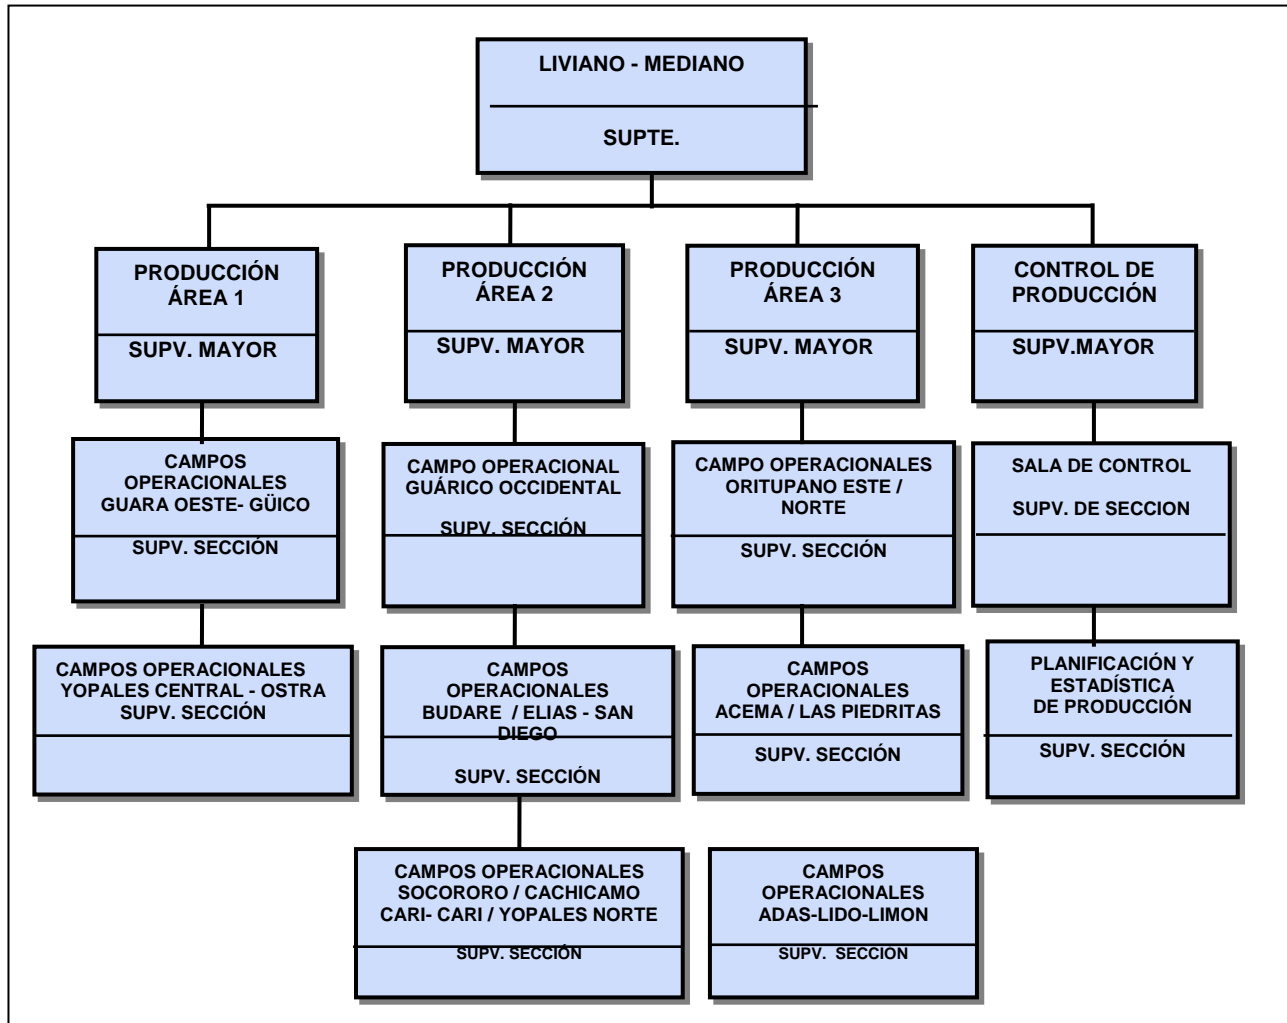 LIVIANO - MEDIANO
SUPTE.
PRODUCCIÓN
ÁREA 1
SUPV. MAYOR
PRODUCCIÓN
ÁREA 2
SUPV. MAYOR
PRODUCCIÓN
ÁREA 3
SUPV. MAYOR
CONTROL DE
PRODUCCIÓN
SUPV.MAYOR
CAMPOS
OPERACIONALES
GUARA OESTE- GÜICO
SUPV. SECCIÓN
CAMPO OPERACIONAL
GUÁRICO OCCIDENTAL
SUPV. SECCIÓN
CAMPO OPERACIONALES
ORITUPANO ESTE /
NORTE
SUPV. SECCIÓN
SALA DE CONTROL
SUPV. DE SECCION
CAMPOS OPERACIONALES
YOPALES CENTRAL - OSTRA
SUPV. SECCIÓN
CAMPOS
OPERACIONALES
BUDARE / ELIAS - SAN
DIEGO
SUPV. SECCIÓN
CAMPOS
OPERACIONALES
ACEMA / LAS PIEDRITAS
SUPV. SECCIÓN
PLANIFICACIÓN Y
ESTADÍSTICA
DE PRODUCCIÓN
SUPV. SECCIÓN
CAMPOS OPERACIONALES
SOCORORO / CACHICAMO
CARI- CARI / YOPALES NORTE
SUPV. SECCIÓN
CAMPOS
OPERACIONALES
ADAS-LIDO-LIMON
SUPV. SECCIÓN